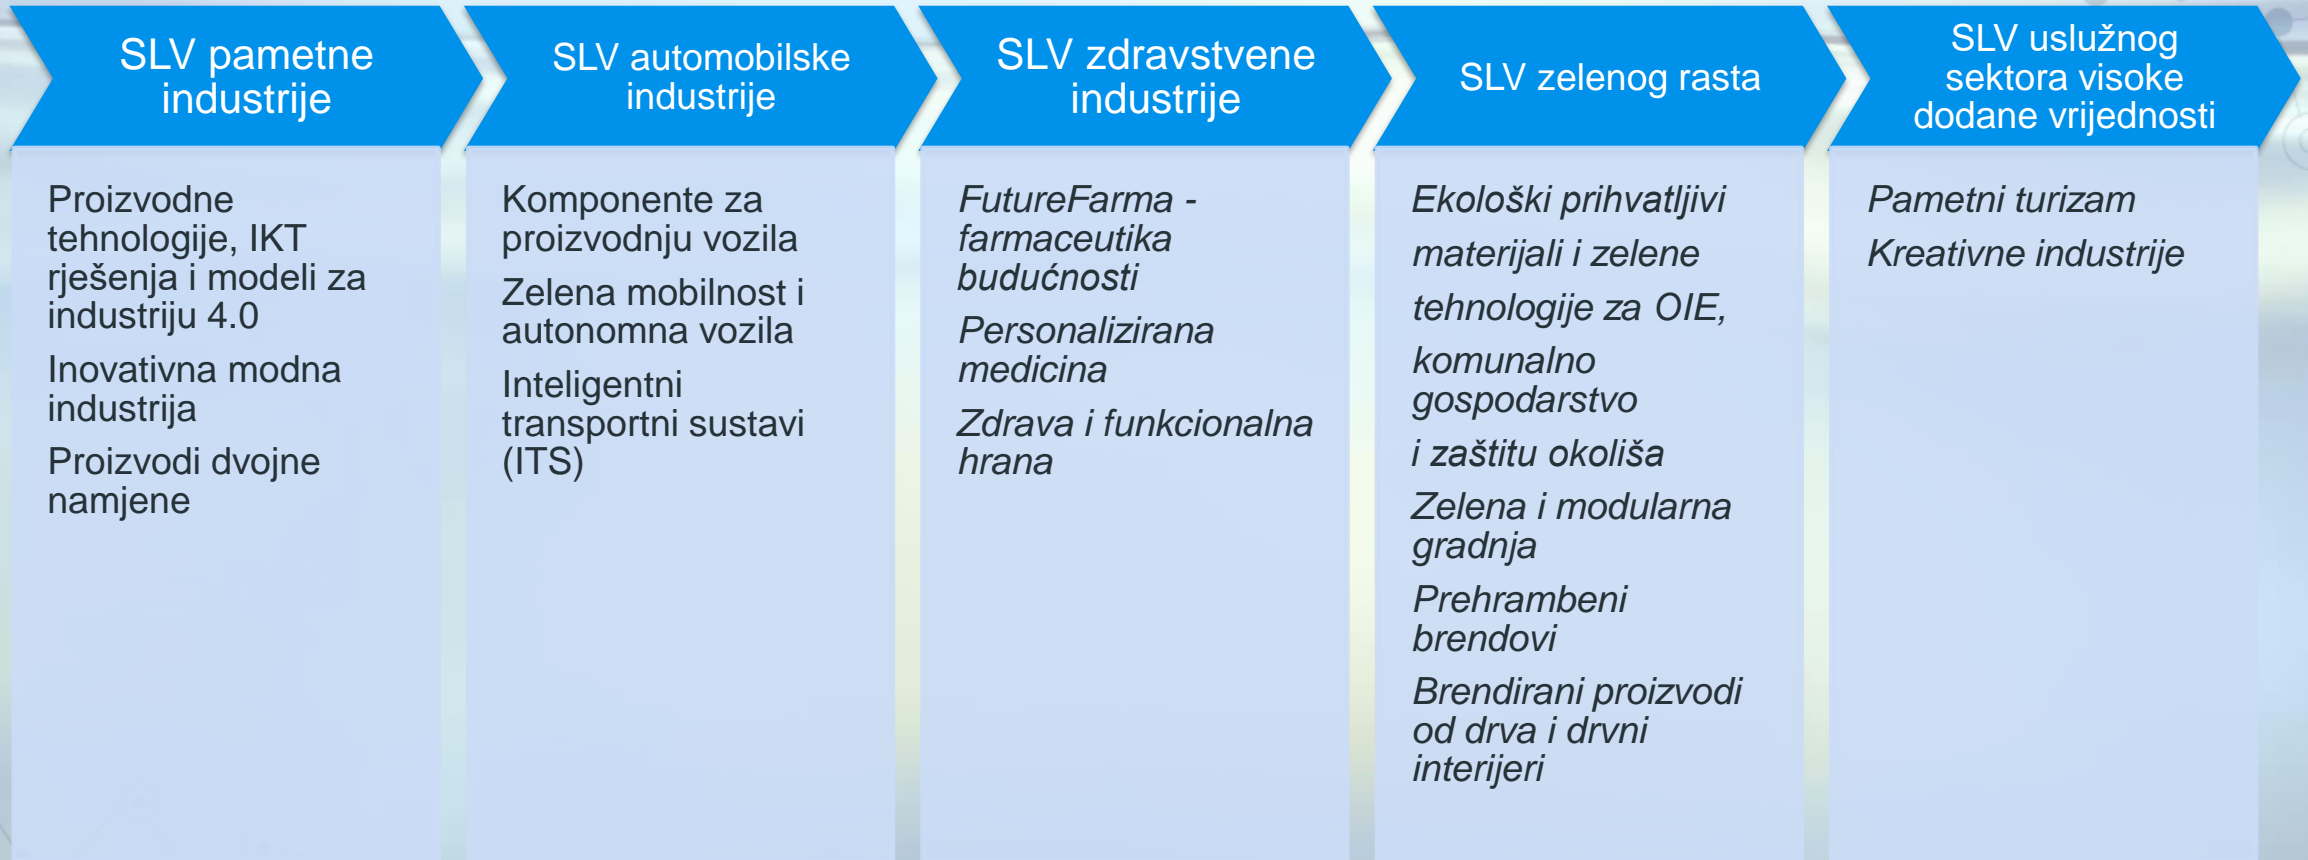 SLV pametne
industrije
Proizvodne
tehnologije, IKT
rješenja i modeli za
industriju 4.0
Inovativna modna
industrija
Proizvodi dvojne
namjene
SLV automobilske
industrije
Komponente za
proizvodnju vozila
Zelena mobilnost i
autonomna vozila
Inteligentni
transportni sustavi
(ITS)
SLV zdravstvene
industrije
FutureFarma -
farmaceutika
budućnosti
Personalizirana
medicina
Zdrava i funkcionalna
hrana
SLV zelenog rasta
Ekološki prihvatljivi
materijali i zelene
tehnologije za OIE,
komunalno
gospodarstvo
i zaštitu okoliša
Zelena i modularna
gradnja
Prehrambeni
brendovi
Brendirani proizvodi
od drva i drvni
interijeri
SLV uslužnog
sektora visoke
dodane vrijednosti
Pametni turizam
Kreativne industrije